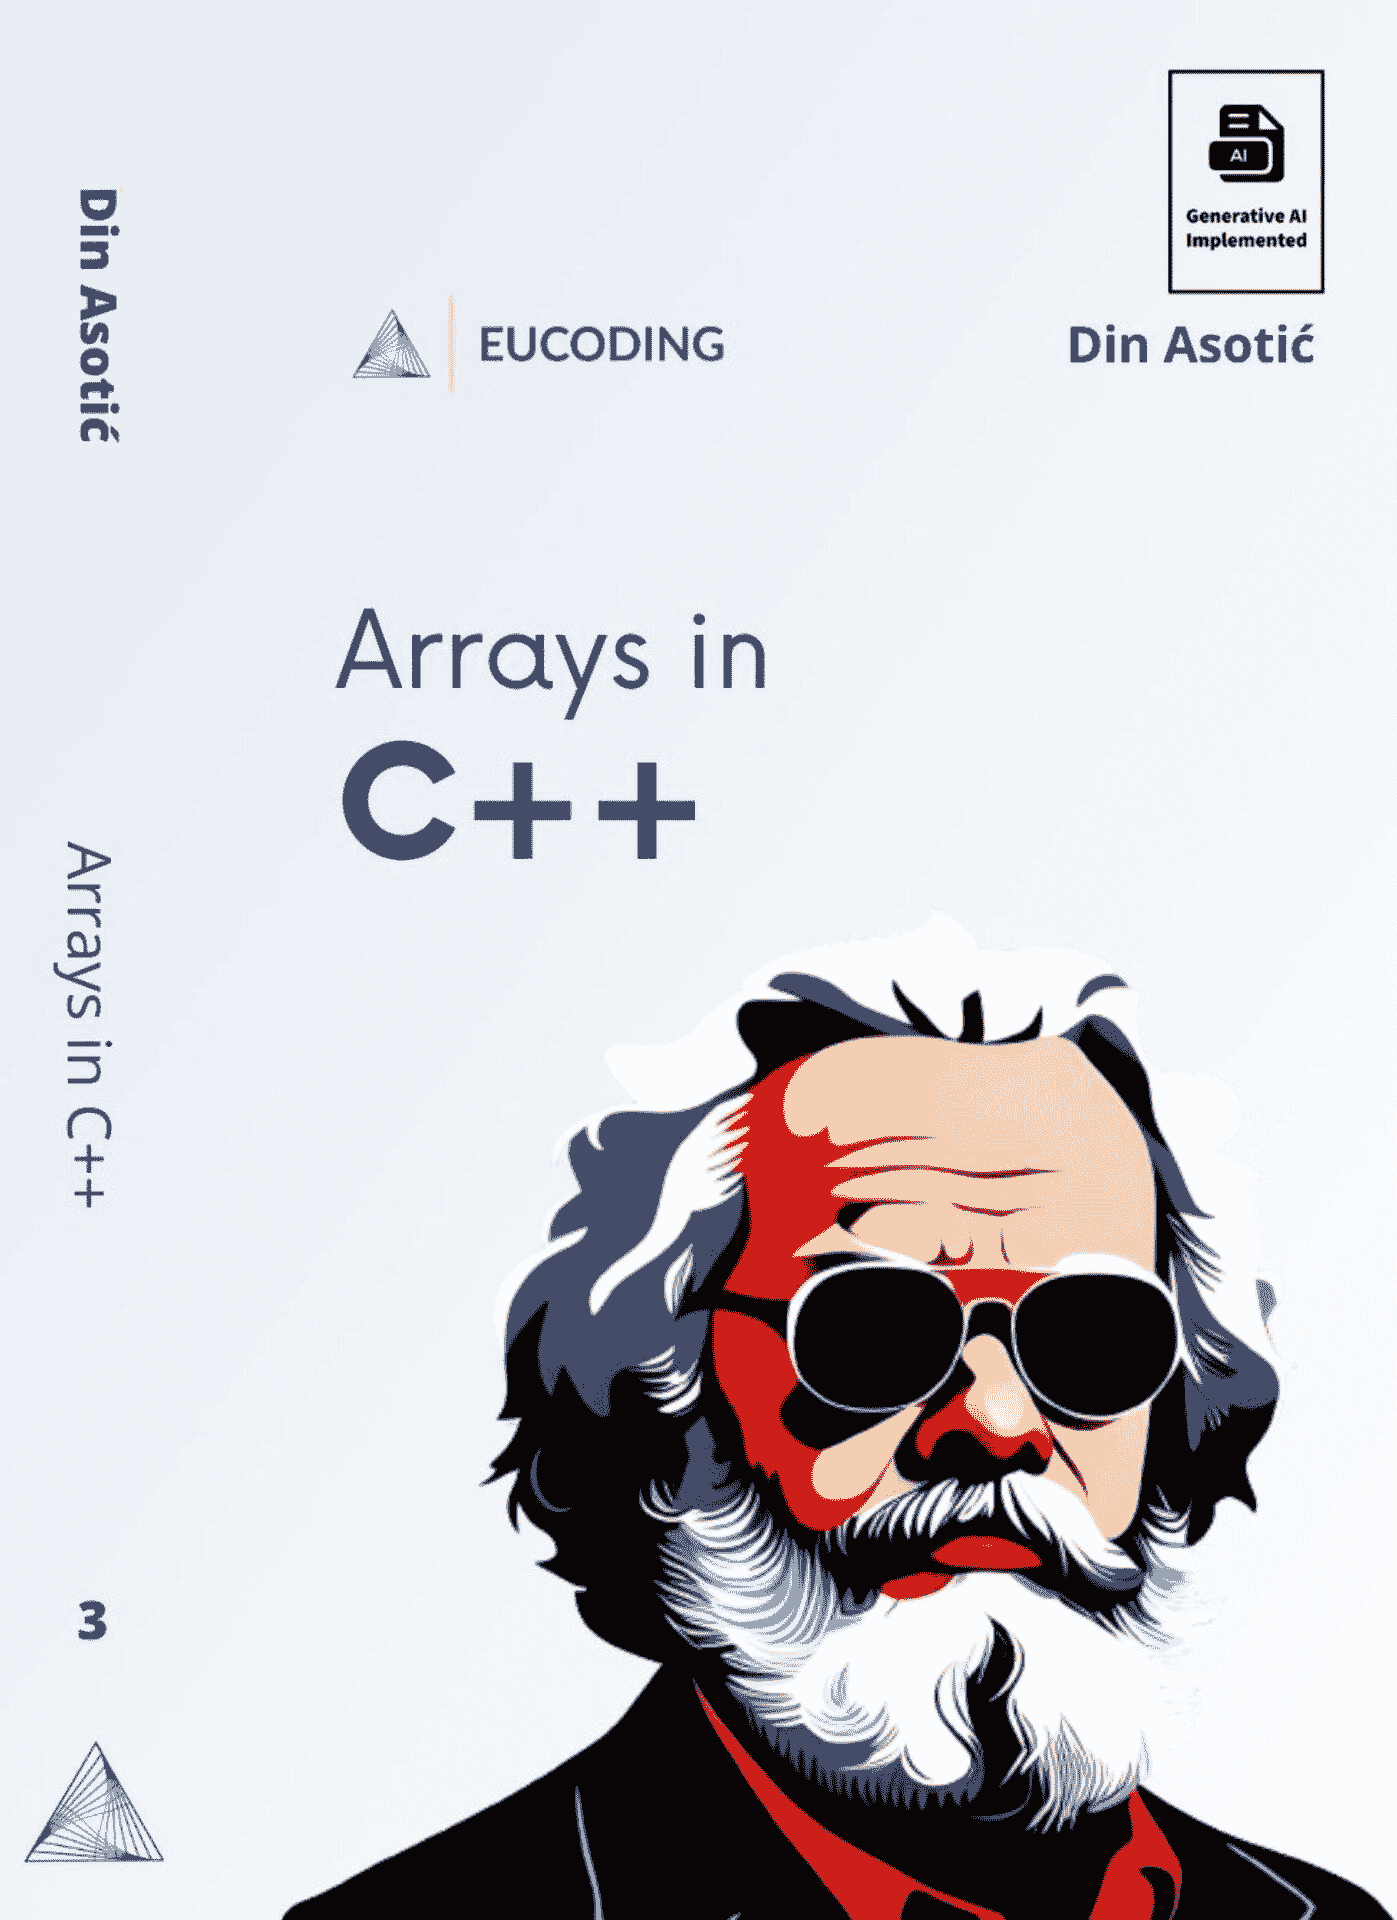 Din Asotić
Arrays in C++
3
AI
Generative AI
Implemented
EUCODING
Din Asotić
Arrays in
C++